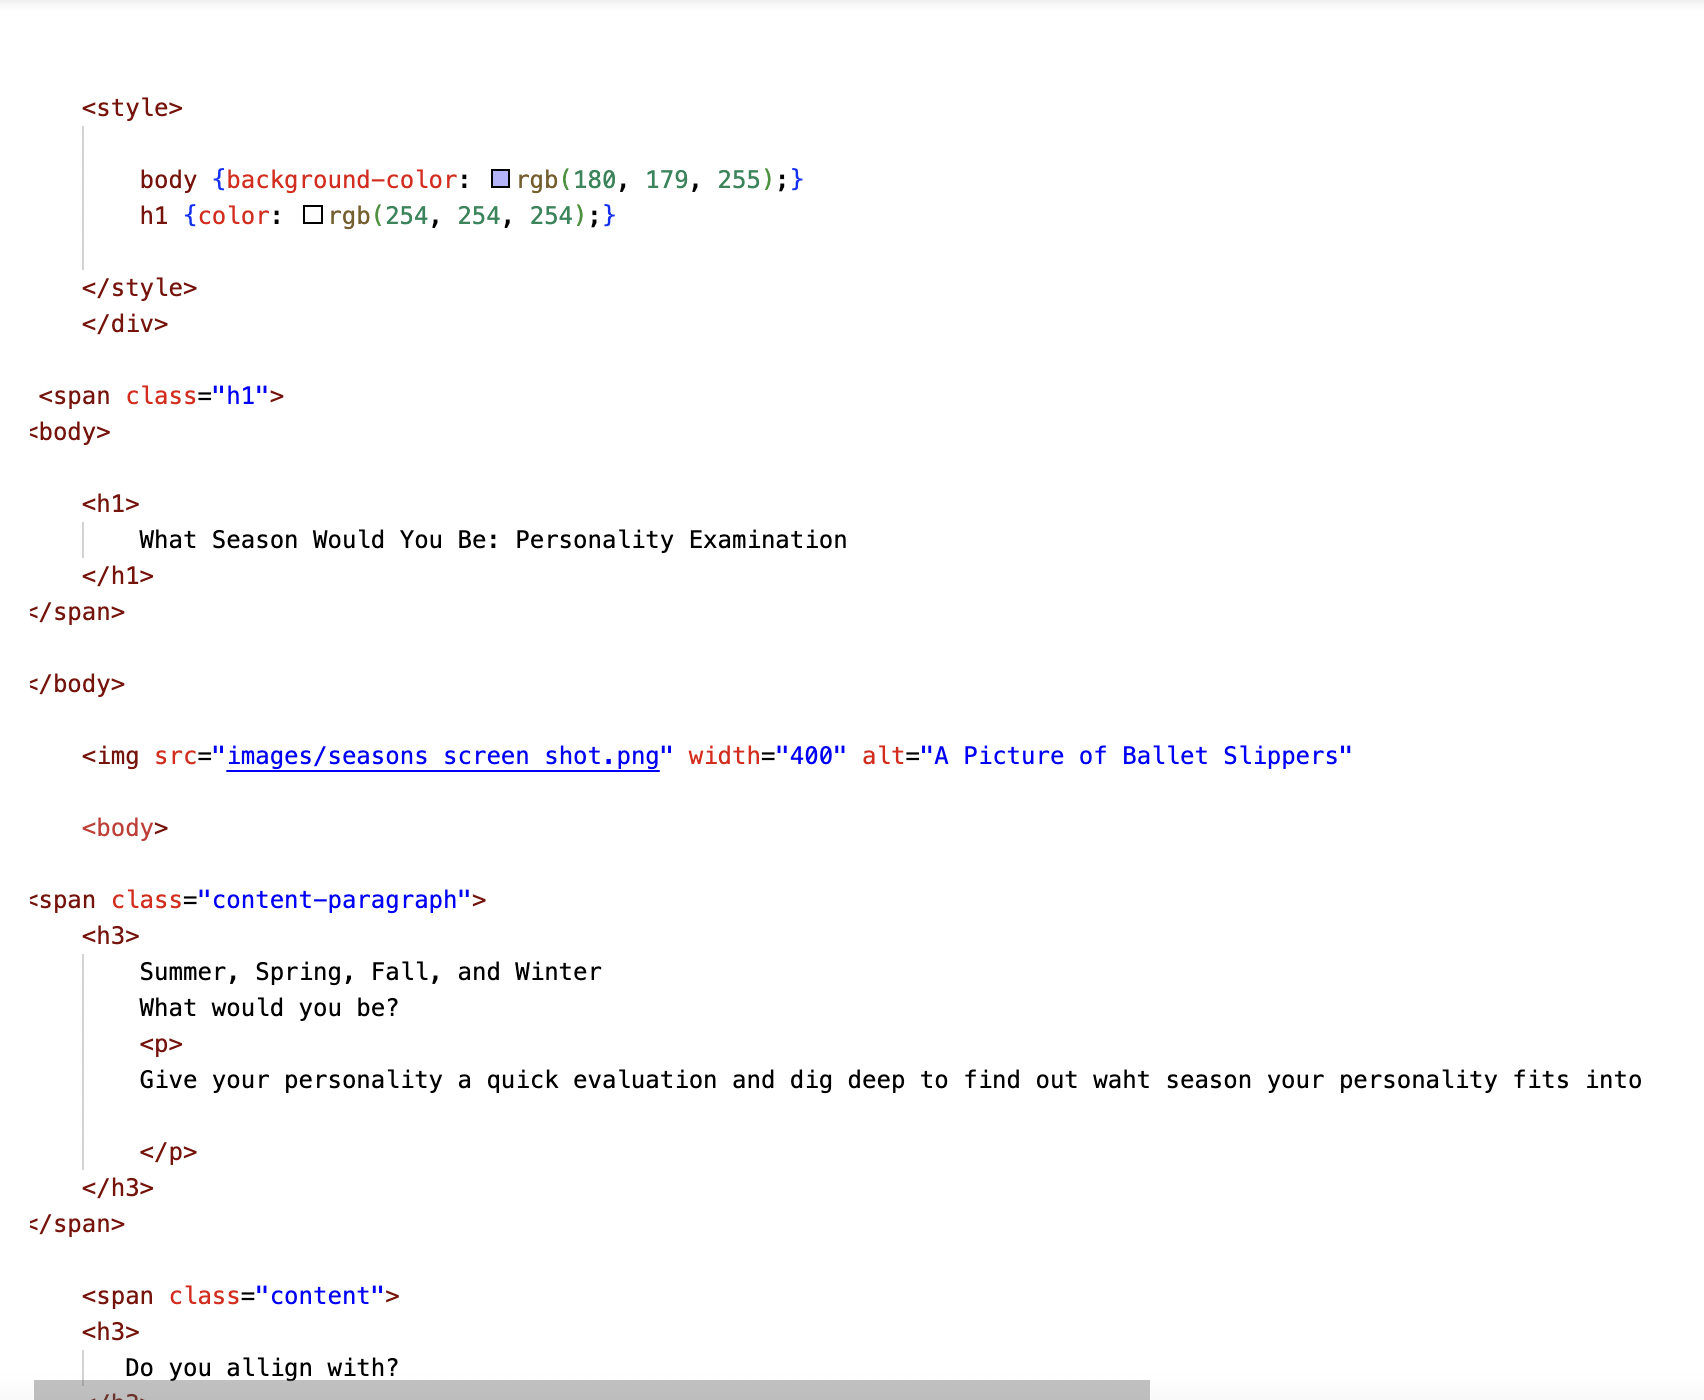 <style>
body {background-color: rgb(180, 179, 255);}
h1 {color: rgb(254, 254, 254);}
</style>
</div>
<span class="h1">
<body>
<h1>
What Season Would You Be: Personality Examination
</h1>
</span>
</body>
<img src="images/seasons screen shot.png" width="400" alt="A Picture of Ballet Slippers"
<body>
<span class="content-paragraph">
<h3>
Summer, Spring, Fall, and Winter
What would you be?
<p>
Give your personality a quick evaluation and dig deep to find out waht season your personality fits into
</p>
</h3>
</span>
<span class="content">
<h3>
Do you allign with?